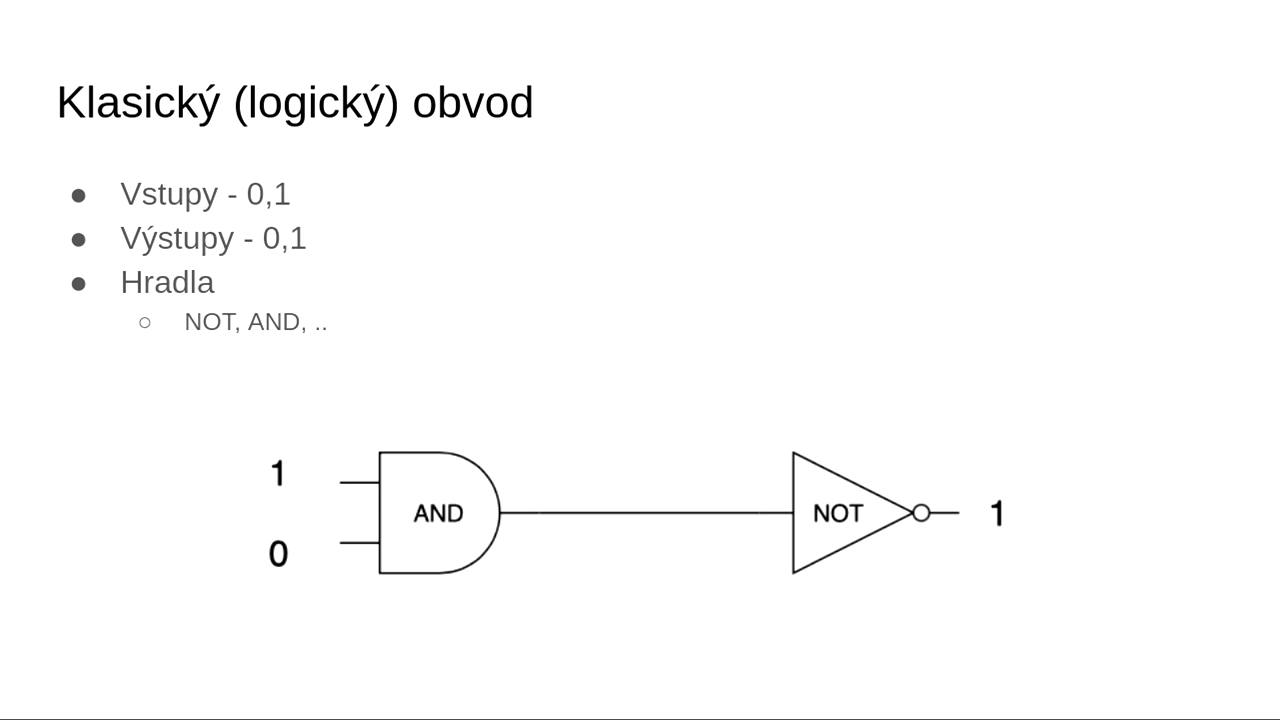 Klasický (logický) obvod
● Vstupy - 0,1
● Výstupy - 0,1
● Hradla
○ NOT, AND, ..
1
AND
NOT
1
0